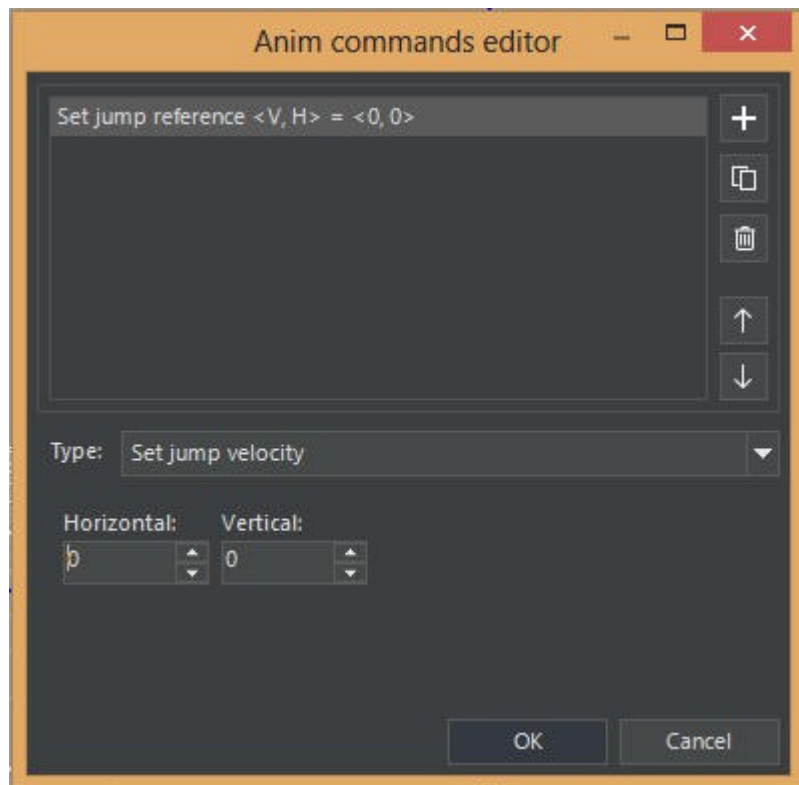 Anim commands editor
Set jump reference <V, H> = <0, 0>
Type: Set jump velocity
Horizontal: Vertical:
0 0
OK Cancel